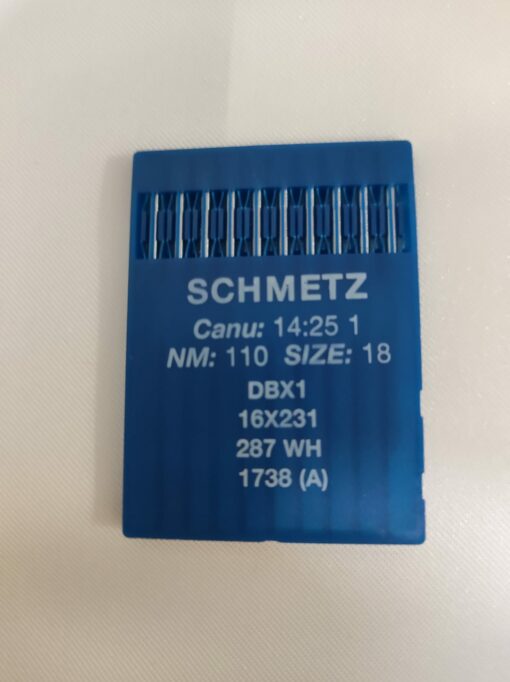 SCHMETZ
Canu: 14:25 1
NM: 110 SIZE: 18
DBX1
16X231
287 WH
1738 (A)